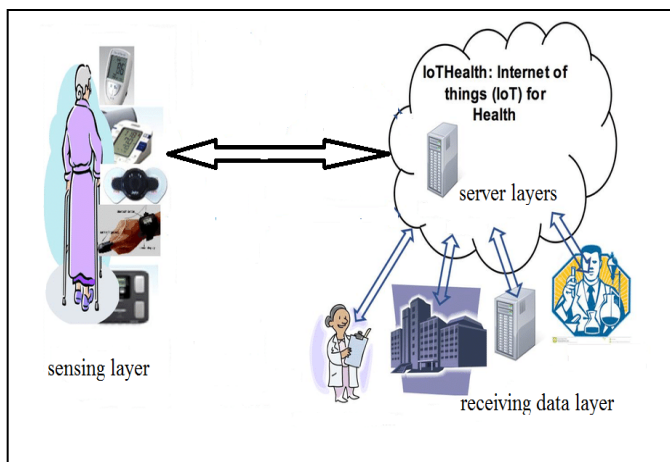 IoTHealth: Internet of
things (IoT) for
Health
server layers
sensing layer
receiving data layer